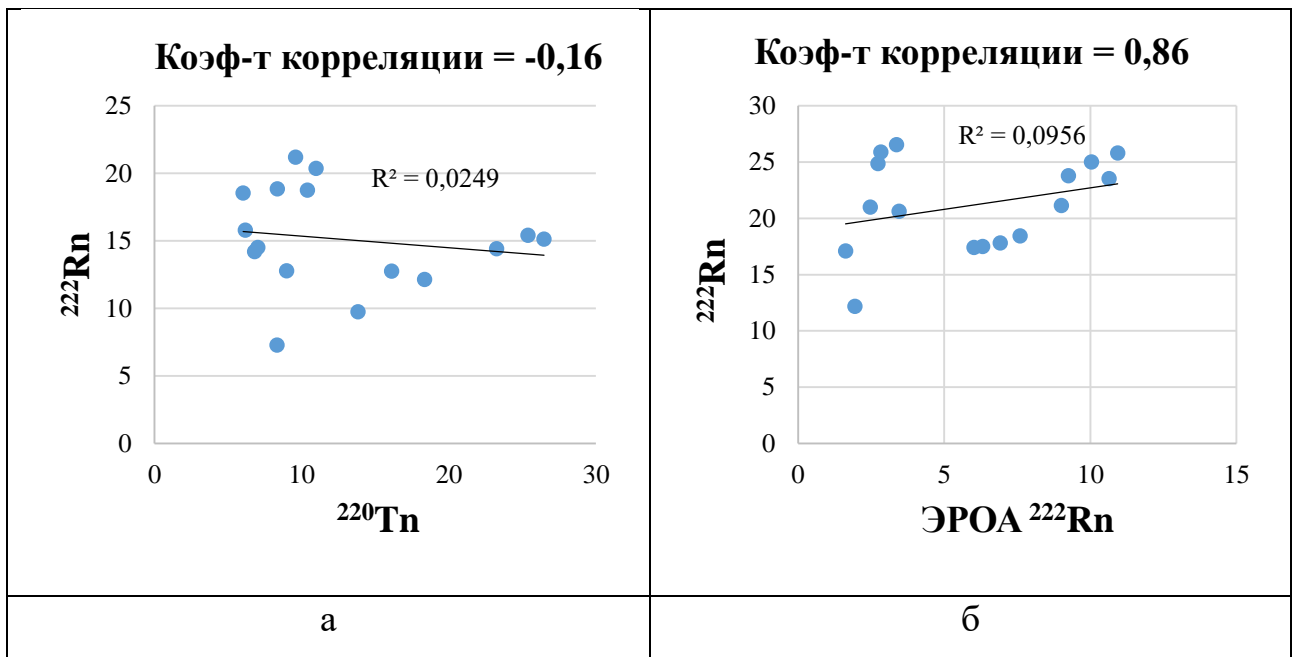 Коэф-т корреляции = -0,16
25
20
15
10
5
0
R² = 0,0249
0 10 20 30
²²²Rn
²²⁰Tn
а
Коэф-т корреляции = 0,86
30
25
20
15
10
5
0
R² = 0,0956
0 5 10 15
²²²Rn
ЭРОА ²²²Rn
б